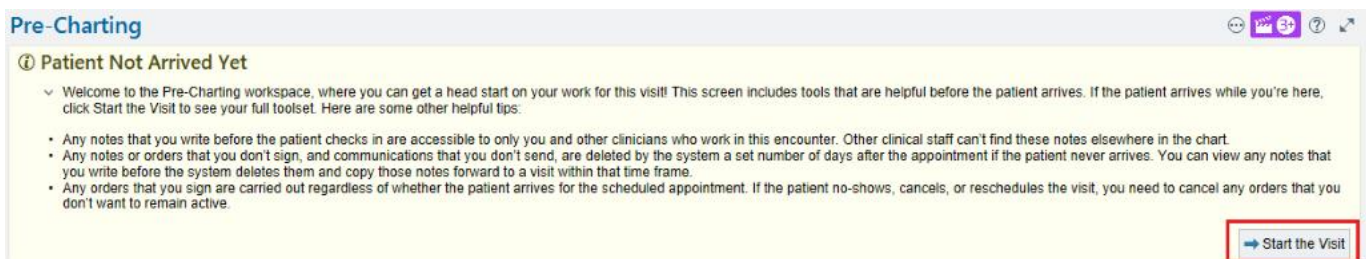 Pre-Charting
3+
Patient Not Arrived Yet
Welcome to the Pre-Charting workspace, where you can get a head start on your work for this visit! This screen includes tools that are helpful before the patient arrives. If the patient arrives while you're here,
click Start the Visit to see your full toolset. Here are some other helpful tips:
• Any notes that you write before the patient checks in are accessible to only you and other clinicians who work in this encounter. Other clinical staff can't find these notes elsewhere in the chart.
• Any notes or orders that you don't sign, and communications that you don't send, are deleted by the system a set number of days after the appointment if the patient never arrives. You can view any notes that
you write before the system deletes them and copy those notes forward to a visit within that time frame.
• Any orders that you sign are carried out regardless of whether the patient arrives for the scheduled appointment. If the patient no-shows, cancels, or reschedules the visit, you need to cancel any orders that you
don't want to remain active.
Start the Visit